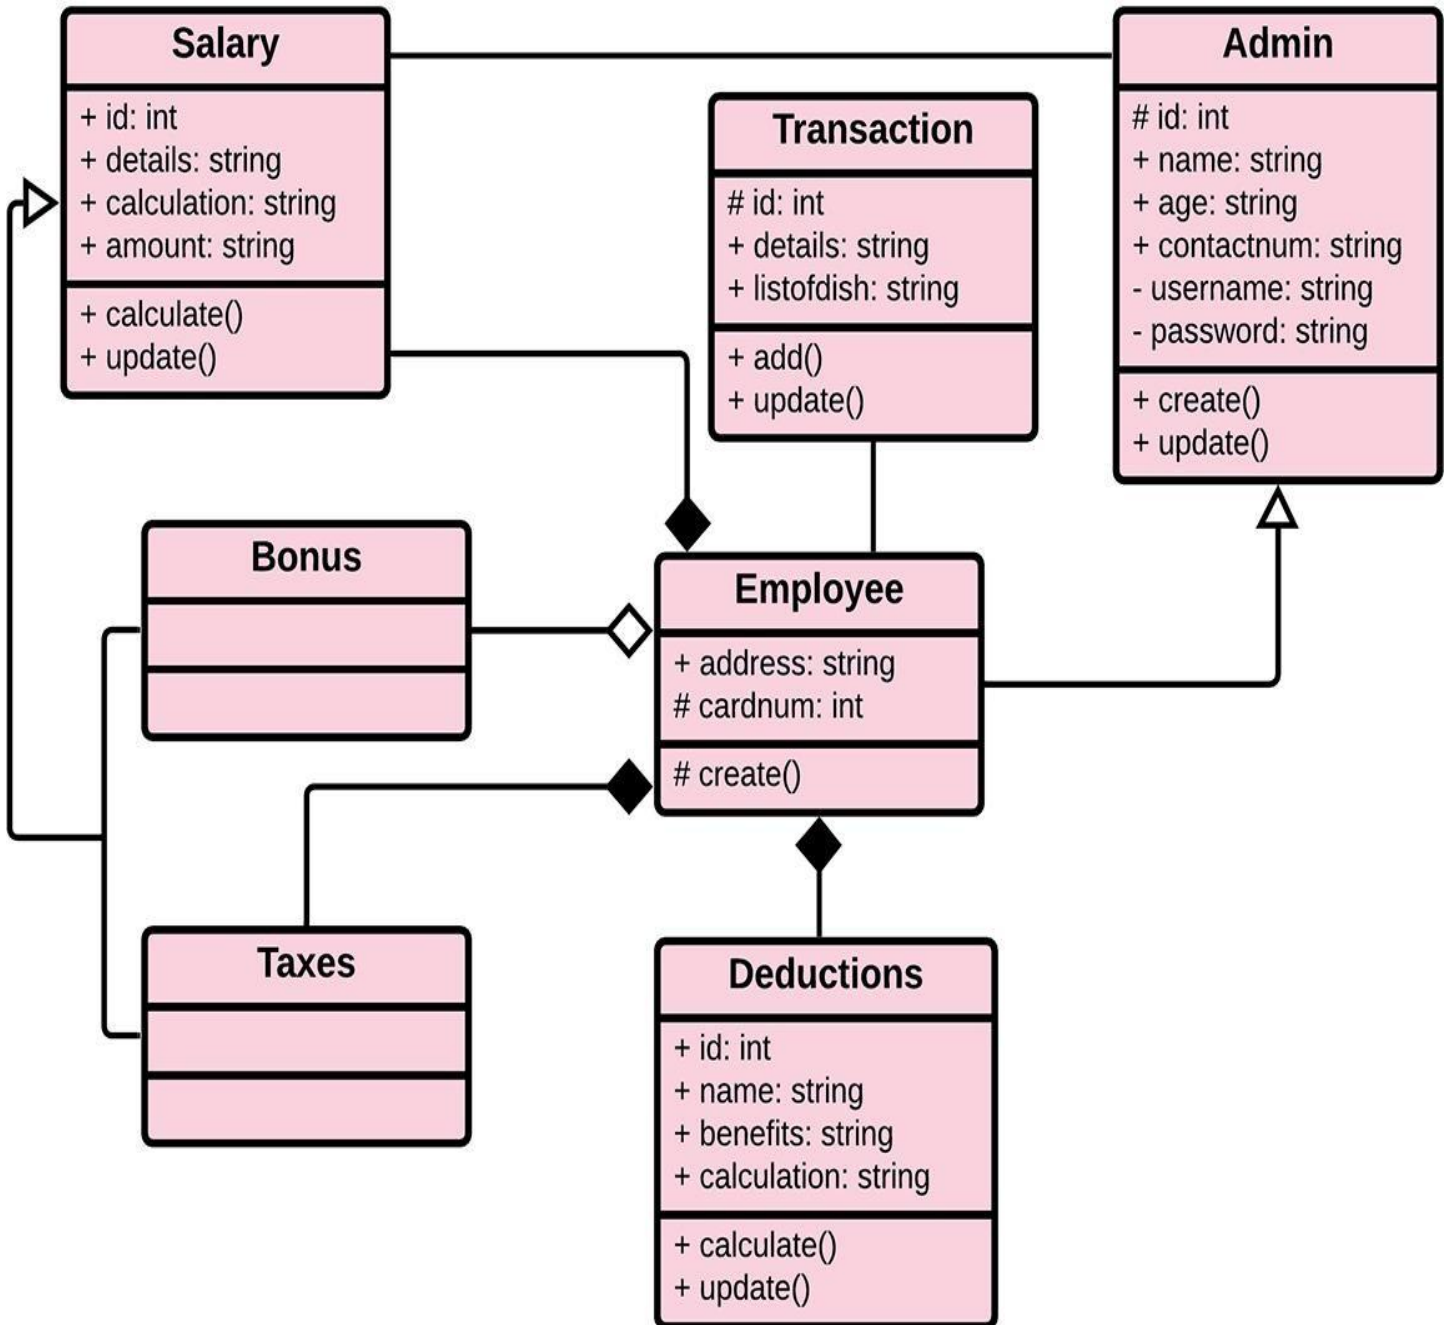 Salary
+ id: int
+ details: string
+ calculation: string
+ amount: string
+ calculate()
+ update()
Transaction
# id: int
+ details: string
+ listofdish: string
+ add()
+ update()
Admin
# id: int
+ name: string
+ age: string
+ contactnum: string
- username: string
- password: string
+ create()
+ update()
Bonus
Employee
+ address: string
# cardnum: int
# create()
Taxes
Deductions
+ id: int
+ name: string
+ benefits: string
+ calculation: string
+ calculate()
+ update()